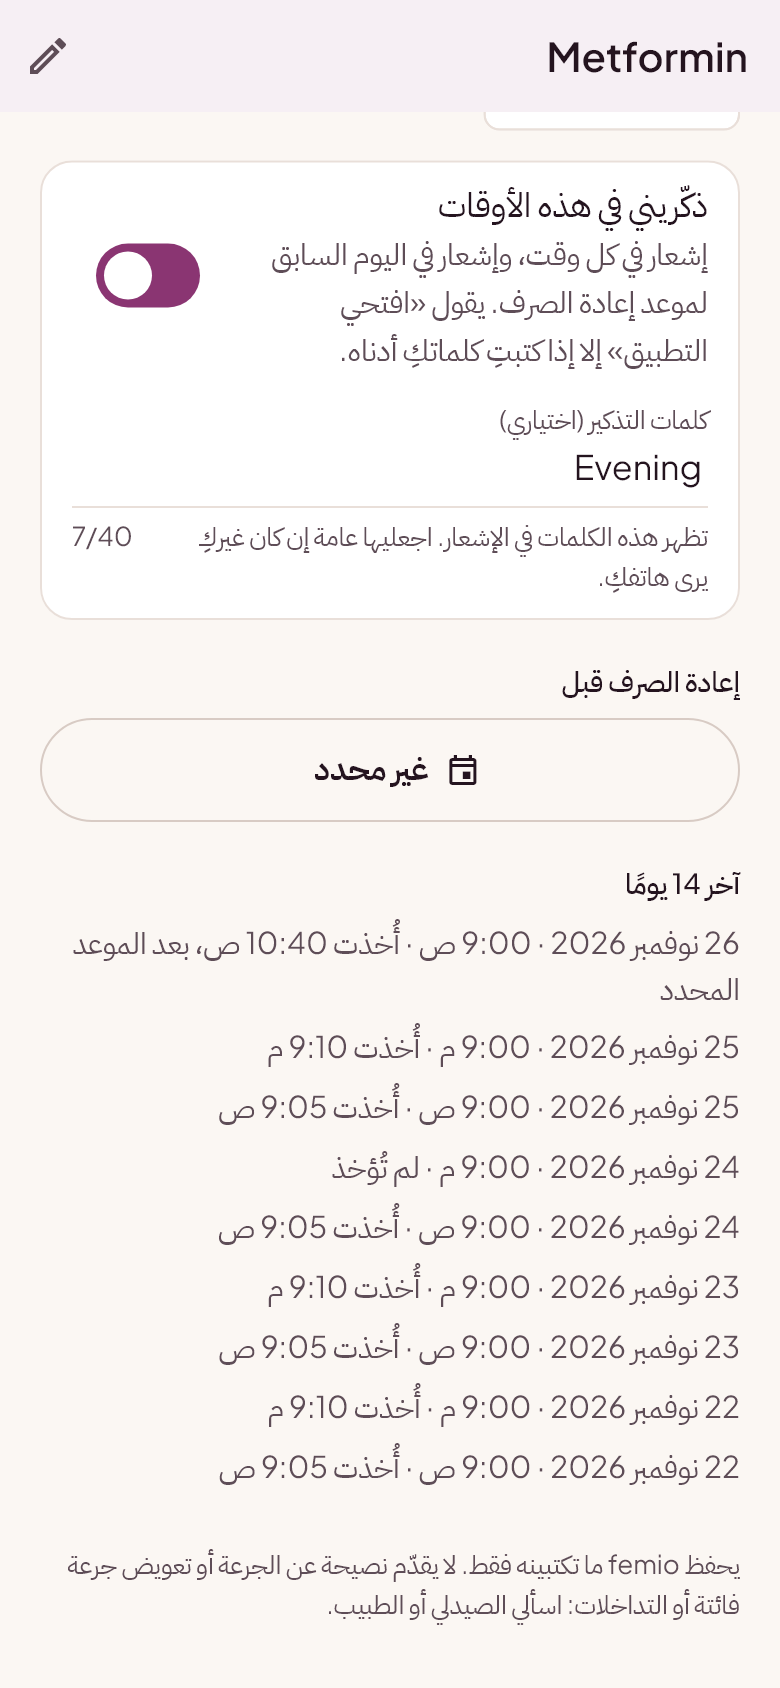 Metformin
ذكّريني في هذه الأوقات
إشعار في كل وقت، وإشعار في اليوم السابق
لموعد إعادة الصرف. يقول «افتحي
التطبيق» إلا إذا كتبتِ كلماتكِ أدناه.
كلمات التذكير (اختياري)
Evening
تظهر هذه الكلمات في الإشعار. اجعليها عامة إن كان غيركِ
يرى هاتفكِ.
7/40
إعادة الصرف قبل
غير محدد
آخر 14 يومًا
26 نوفمبر 2026 · 9:00 ص · أُخذت 10:40 ص، بعد الموعد
المحدد
25 نوفمبر 2026 · 9:00 م · أُخذت 9:10 م
25 نوفمبر 2026 · 9:00 ص · أُخذت 9:05 ص
24 نوفمبر 2026 · 9:00 م · لم تُؤخذ
24 نوفمبر 2026 · 9:00 ص · أُخذت 9:05 ص
23 نوفمبر 2026 · 9:00 م · أُخذت 9:10 م
23 نوفمبر 2026 · 9:00 ص · أُخذت 9:05 ص
22 نوفمبر 2026 · 9:00 م · أُخذت 9:10 م
22 نوفمبر 2026 · 9:00 ص · أُخذت 9:05 ص
يحفظ femio ما تكتبينه فقط. لا يقدّم نصيحة عن الجرعة أو تعويض جرعة
فائتة أو التداخلات: اسألي الصيدلي أو الطبيب.